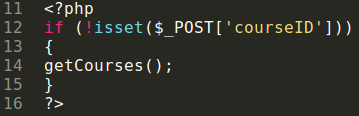 11 <?php
12 if (!isset($_POST['courseID']))
13 {
14 getCourses();
15 }
16 ?>